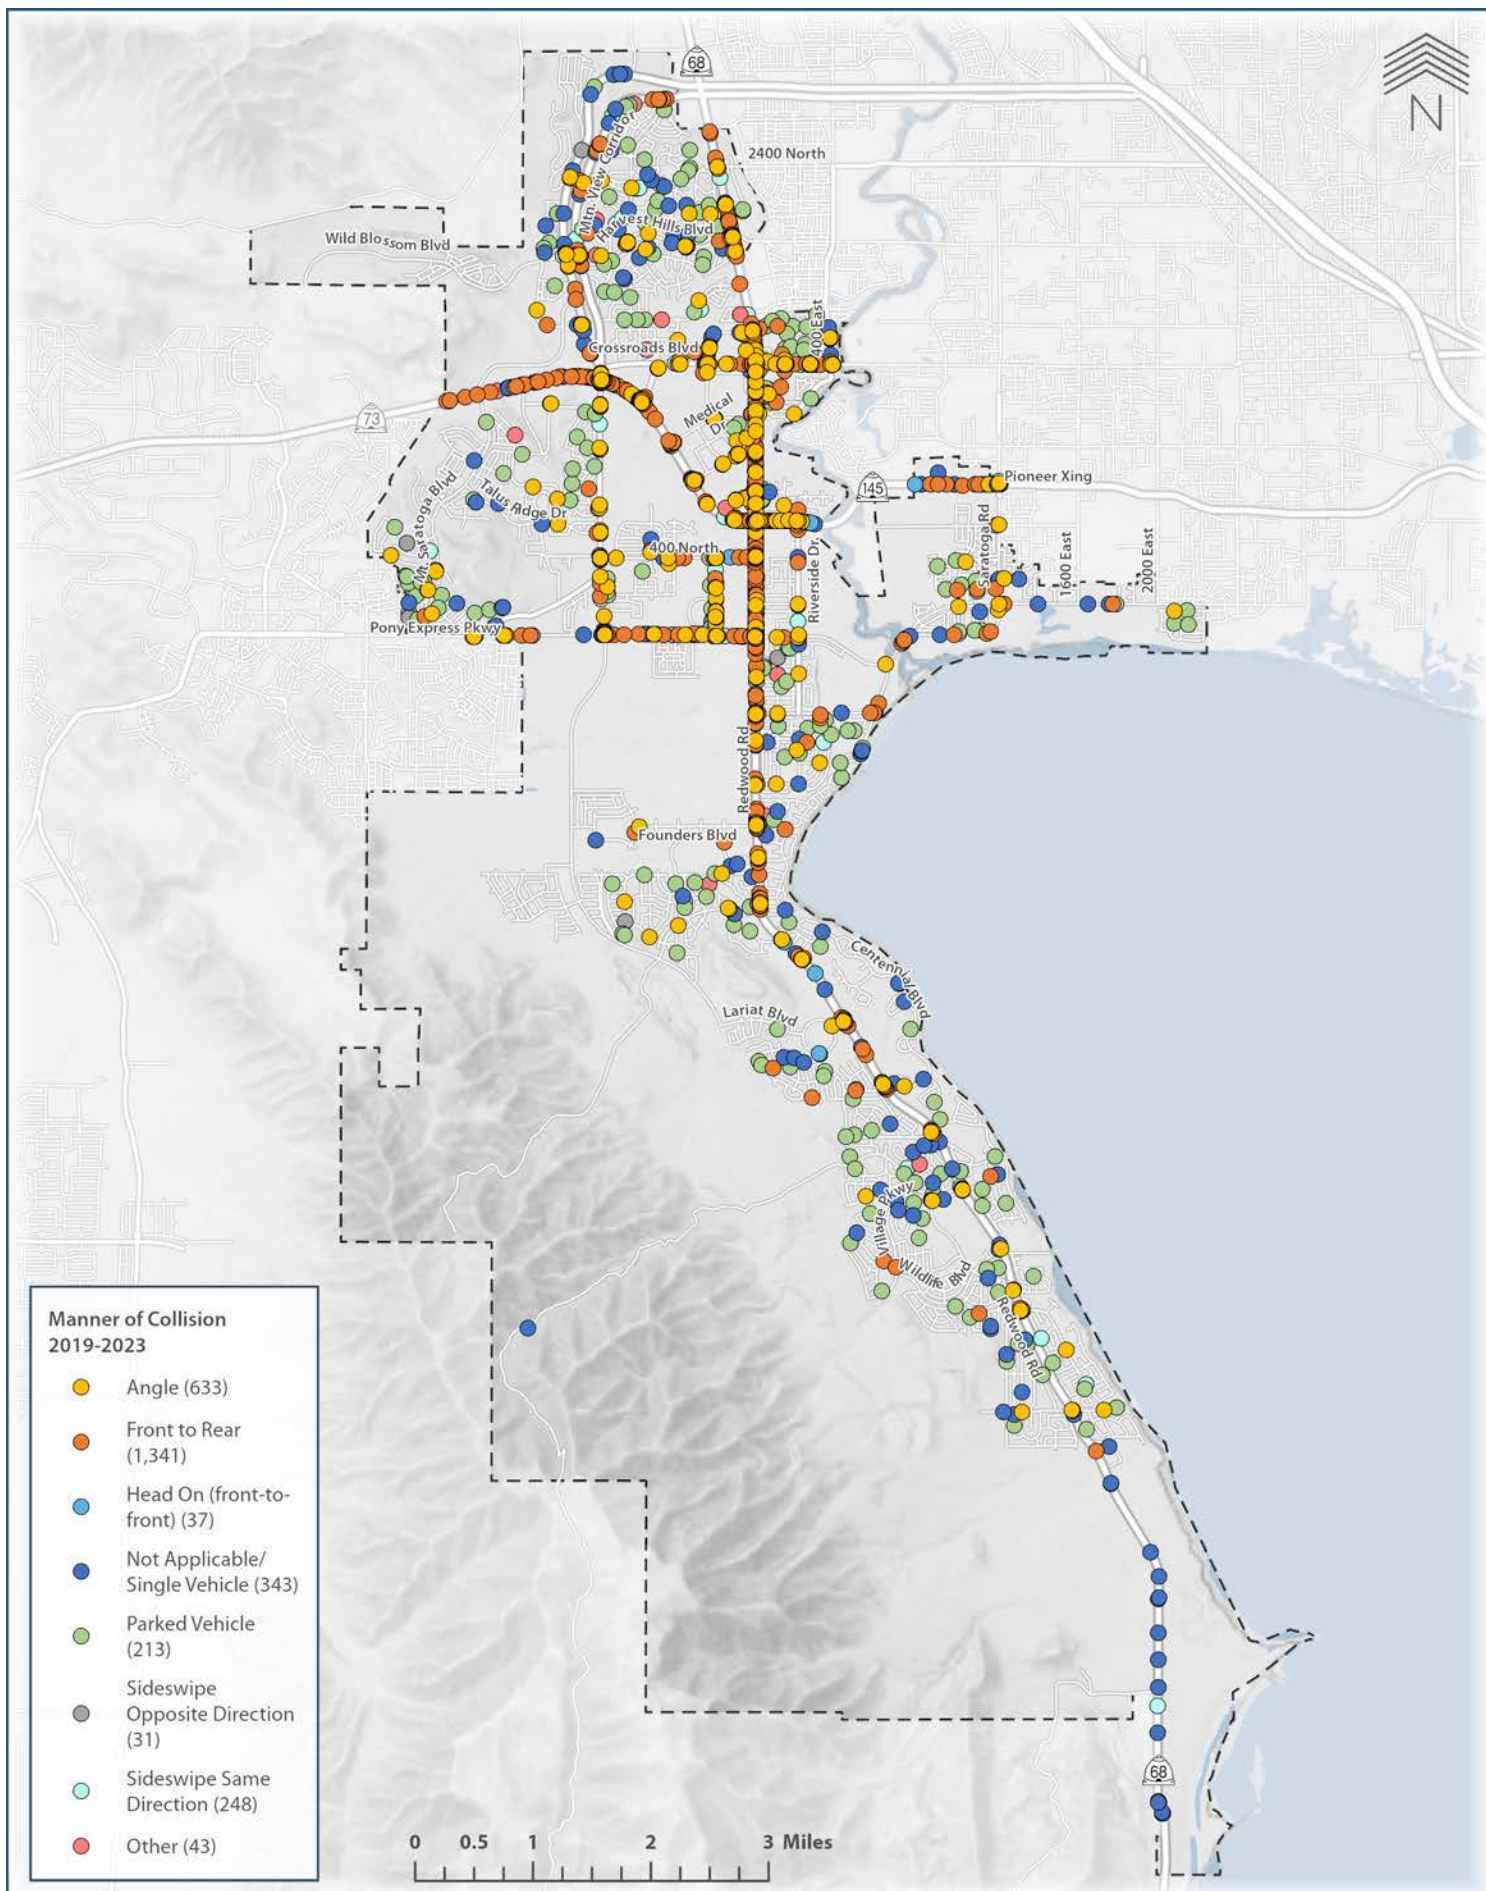 68
N
2400 North
Mtn. View Corridor
Harvest Hills Blvd
Wild Blossom Blvd
400 East
Crossroads Blvd
73
Medical
Dr
Pioneer Xing
145
Mt. Saratoga Blvd
Talus Ridge Dr
400 North
Saratoga Rd
1600 East
2000 East
Riverside Dr.
Pony Express Pkwy
Redwood Rd
Founders Blvd
Centennial Blvd
Lariat Blvd
Village Pkwy
Wildlife Blvd
Redwood Rd
68
Manner of Collision
2019-2023
Angle (633)
Front to Rear
(1,341)
Head On (front-to-
front) (37)
Not Applicable/
Single Vehicle (343)
Parked Vehicle
(213)
Sideswipe
Opposite Direction
(31)
Sideswipe Same
Direction (248)
Other (43)
0 0.5 1 2 3 Miles